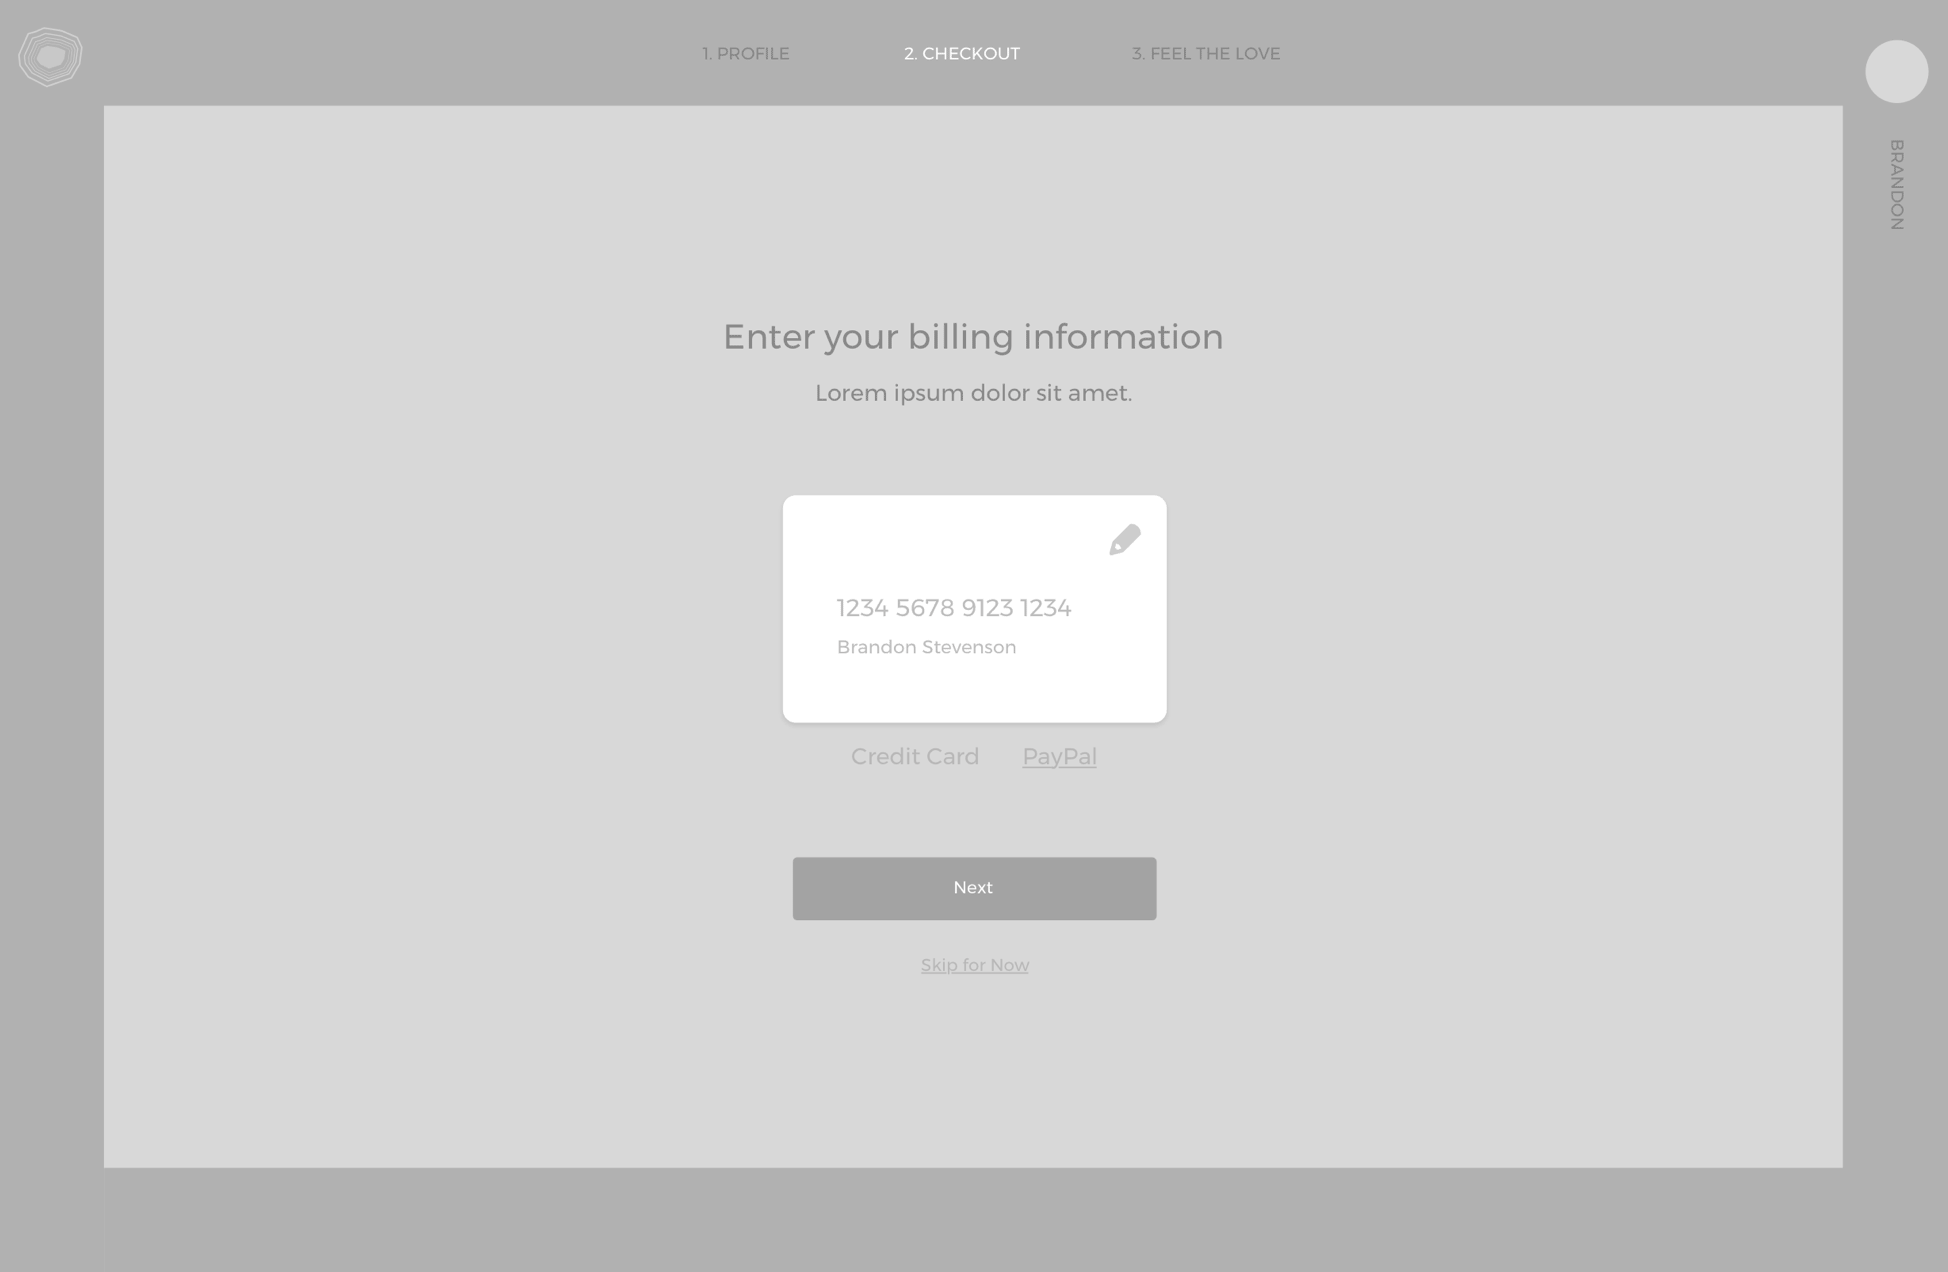 1. PROFILE
2. CHECKOUT
3. FEEL THE LOVE
BRANDON
Enter your billing information
Lorem ipsum dolor sit amet.
1234 5678 9123 1234
Brandon Stevenson
Credit Card
PayPal
Next
Skip for Now